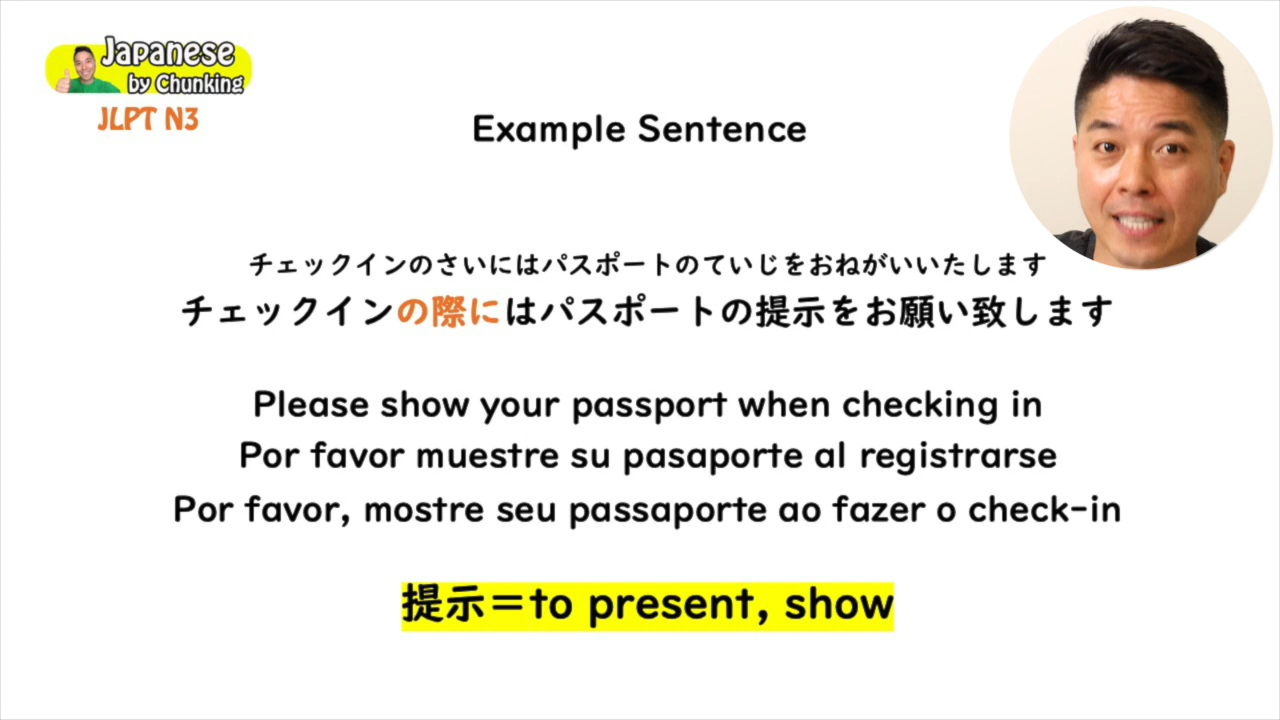 Japanese
by Chunking
JLPT N3
Example Sentence
チェックインのさいにはパスポートのていじをおねがいいたします
チェックインの際にはパスポートの提示をお願い致します
Please show your passport when checking in
Por favor muestre su pasaporte al registrarse
Por favor, mostre seu passaporte ao fazer o check-in
提示＝to present, show